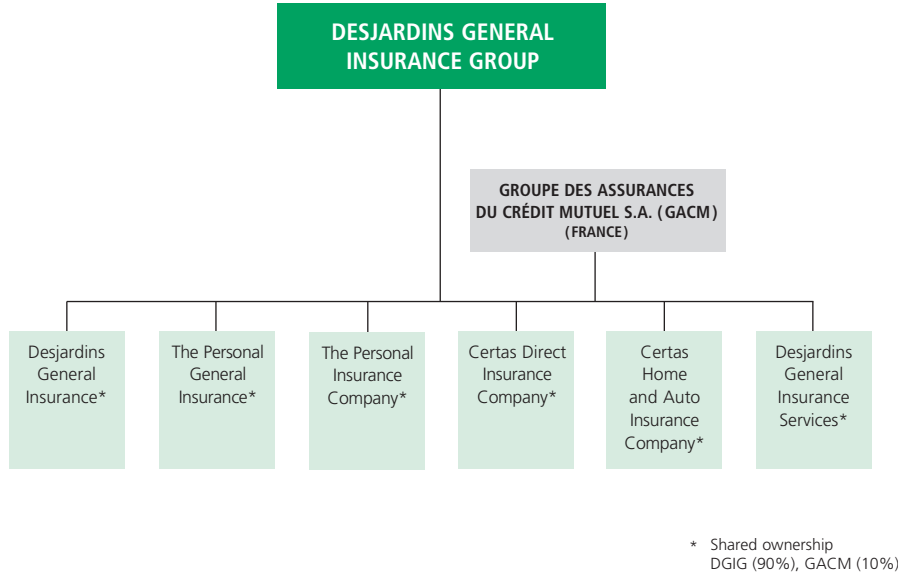 DESJARDINS GENERAL
INSURANCE GROUP
GROUPE DES ASSURANCES
DU CRÉDIT MUTUEL S.A. (GACM)
(FRANCE)
Desjardins
General
Insurance*
The Personal
General
Insurance*
The Personal
Insurance
Company*
Certas Direct
Insurance
Company*
Certas
Home
and Auto
Insurance
Company*
Desjardins
General
Insurance
Services*
* Shared ownership
DGIG (90%), GACM (10%)